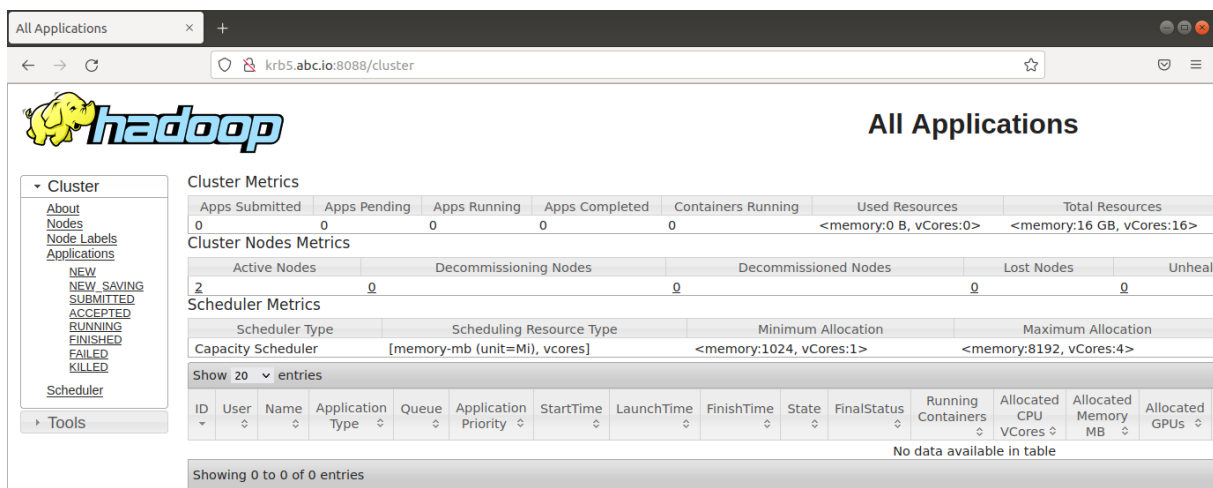 All Applications
krb5.abc.io:8088/cluster
hadoop
All Applications
Cluster
About
Nodes
Node Labels
Applications
NEW
NEW_SAVING
SUBMITTED
ACCEPTED
RUNNING
FINISHED
FAILED
KILLED
Scheduler
Tools
Cluster Metrics
Apps Submitted Apps Pending Apps Running Apps Completed Containers Running Used Resources Total Resources
0 0 0 0 0 <memory:0 B, vCores:0> <memory:16 GB, vCores:16>
Cluster Nodes Metrics
Active Nodes Decommissioning Nodes Decommissioned Nodes Lost Nodes Unheal
2 0 0 0 0
Scheduler Metrics
Scheduler Type Scheduling Resource Type Minimum Allocation Maximum Allocation
Capacity Scheduler [memory-mb (unit=Mi), vcores] <memory:1024, vCores:1> <memory:8192, vCores:4>
Show 20 entries
ID User Name Application Type Queue Application Priority StartTime LaunchTime FinishTime State FinalStatus Running Containers Allocated CPU VCores Allocated Memory MB Allocated GPUs
No data available in table
Showing 0 to 0 of 0 entries